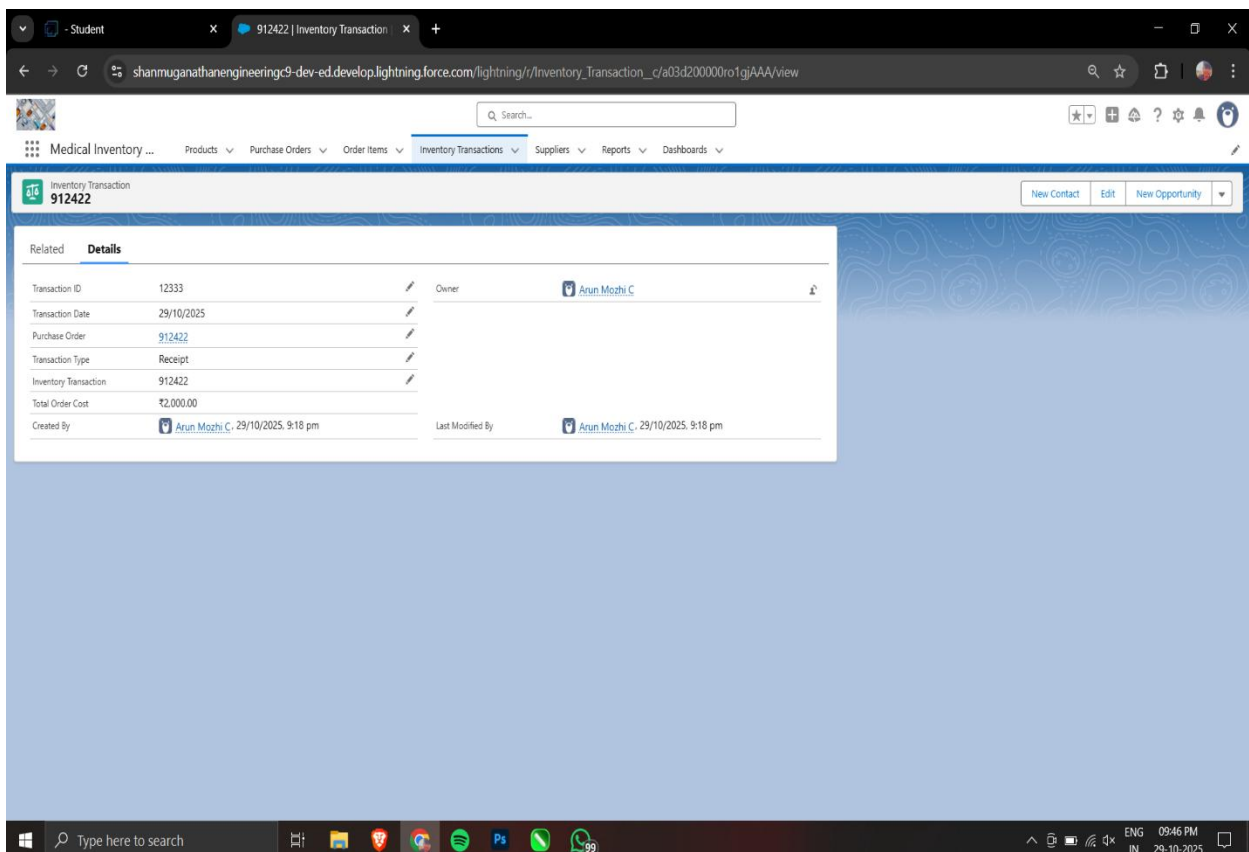 - Student
912422 | Inventory Transaction |
shanmuganathanengineeringc9-dev-ed.develop.lightning.force.com/lightning/r/Inventory_Transaction__c/a03d200000ro1gjAAA/view
Search...
Medical Inventory ... Products Purchase Orders Order Items Inventory Transactions Suppliers Reports Dashboards
Inventory Transaction
912422
New Contact Edit New Opportunity
Related Details
Transaction ID 12333 Owner Arun Mozhi C
Transaction Date 29/10/2025
Purchase Order 912422
Transaction Type Receipt
Inventory Transaction 912422
Total Order Cost ₹2,000.00
Created By Arun Mozhi C, 29/10/2025, 9:18 pm Last Modified By Arun Mozhi C, 29/10/2025, 9:18 pm
Type here to search
Ps
99
ENG 09:46 PM
IN 29-10-2025